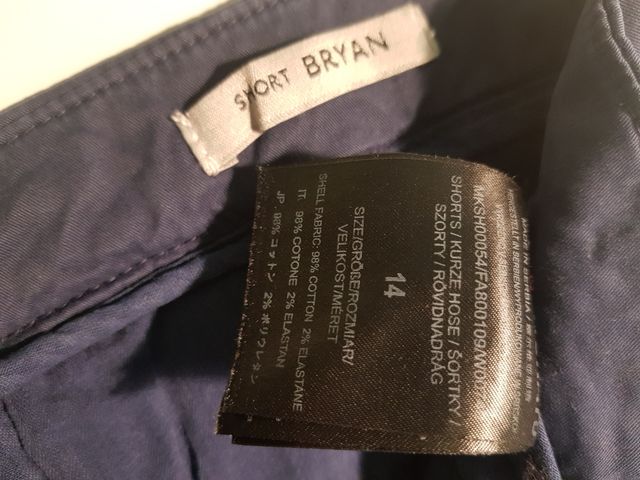 SHORT BRYAN
MADE IN SERBIA /
MKSH00054/FA800109/W00
SHORTS / KURZE HOSE / ŠORTKY /
SZORTY / RÖVIDNADRÁG
14
SIZE/GRÖßE/ROZMIAR/
VELIKOST/MÉRET
SHELL FABRIC: 98% COTTON 2% ELASTANE
IT: 98% COTONE 2% ELASTAN
JP: 98% コットン 2% ポリウレタン